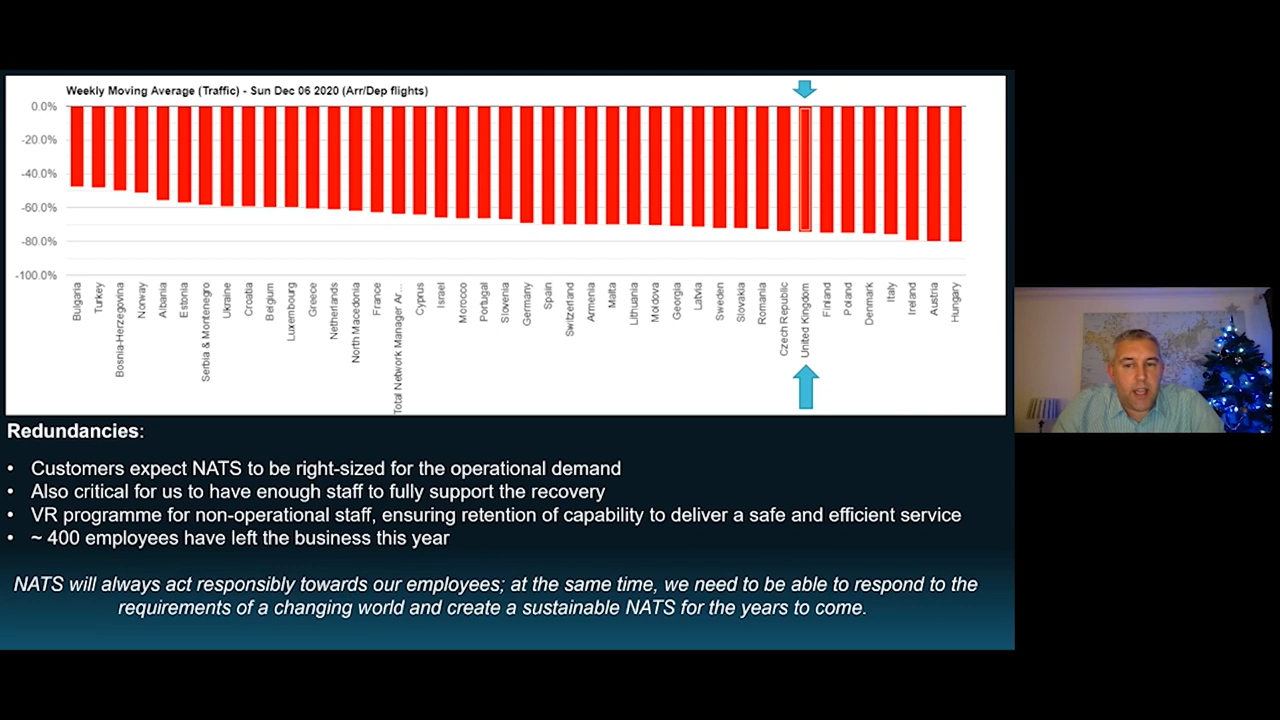 Weekly Moving Average (Traffic) - Sun Dec 06 2020 (Arr/Dep flights)
0.0%
-20.0%
-40.0%
-60.0%
-80.0%
-100.0%
Bulgaria
Turkey
Bosnia-Herzegovina
Norway
Albania
Estonia
Serbia & Montenegro
Ukraine
Croatia
Belgium
Luxembourg
Greece
Netherlands
North Macedonia
France
Total Network Manager Ar...
Cyprus
Israel
Morocco
Portugal
Slovenia
Germany
Spain
Switzerland
Armenia
Malta
Lithuania
Moldova
Georgia
Latvia
Sweden
Slovakia
Romania
Czech Republic
United Kingdom
Finland
Poland
Denmark
Italy
Ireland
Austria
Hungary
Redundancies:
• Customers expect NATS to be right-sized for the operational demand
• Also critical for us to have enough staff to fully support the recovery
• VR programme for non-operational staff, ensuring retention of capability to deliver a safe and efficient service
• ~ 400 employees have left the business this year
NATS will always act responsibly towards our employees; at the same time, we need to be able to respond to the
requirements of a changing world and create a sustainable NATS for the years to come.